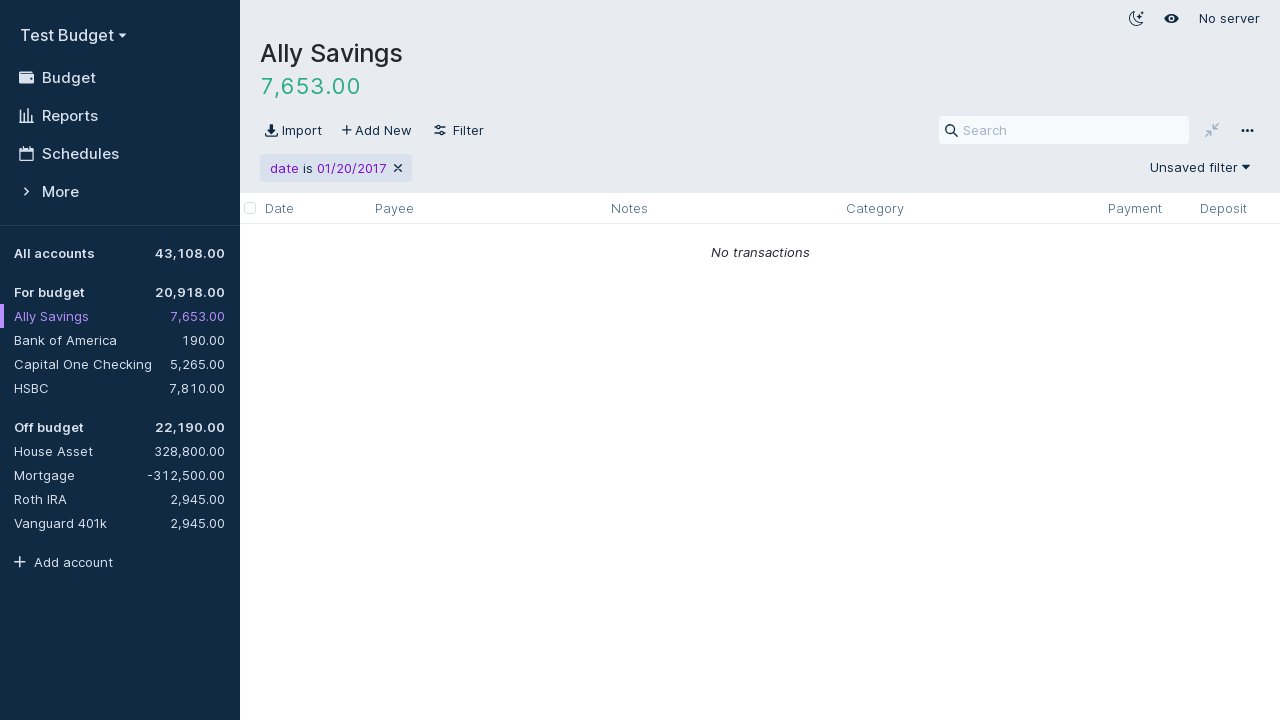 Test Budget
Budget
Reports
Schedules
More
All accounts 43,108.00
For budget 20,918.00
Ally Savings 7,653.00
Bank of America 190.00
Capital One Checking 5,265.00
HSBC 7,810.00
Off budget 22,190.00
House Asset 328,800.00
Mortgage -312,500.00
Roth IRA 2,945.00
Vanguard 401k 2,945.00
Add account
No server
Ally Savings
7,653.00
Import Add New Filter Search
date is 01/20/2017 Unsaved filter
Date Payee Notes Category Payment Deposit
No transactions